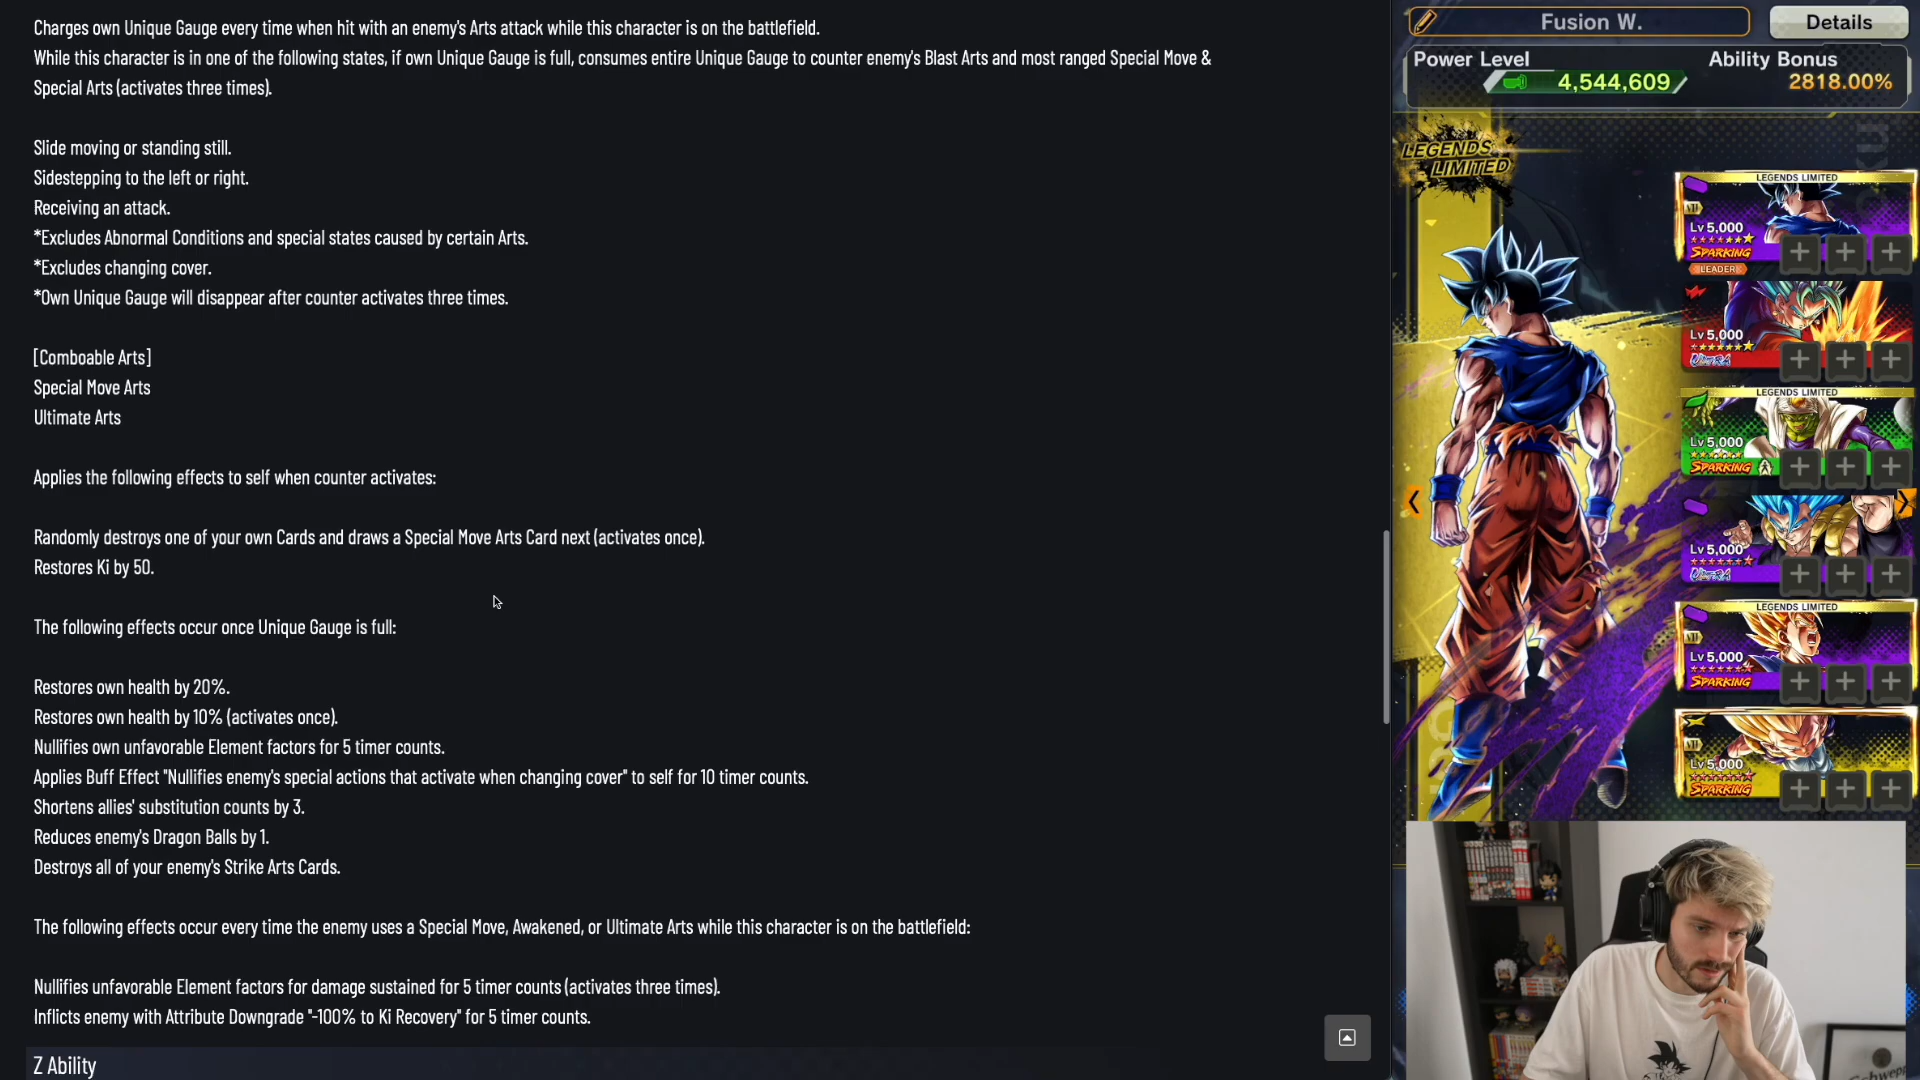 Charges own Unique Gauge every time when hit with an enemy's Arts attack while this character is on the battlefield.
While this character is in one of the following states, if own Unique Gauge is full, consumes entire Unique Gauge to counter enemy's Blast Arts and most ranged Special Move &
Special Arts (activates three times).
Slide moving or standing still.
Sidestepping to the left or right.
Receiving an attack.
*Excludes Abnormal Conditions and special states caused by certain Arts.
*Excludes changing cover.
*Own Unique Gauge will disappear after counter activates three times.
[Comboable Arts]
Special Move Arts
Ultimate Arts
Applies the following effects to self when counter activates:
Randomly destroys one of your own Cards and draws a Special Move Arts Card next (activates once).
Restores Ki by 50.
The following effects occur once Unique Gauge is full:
Restores own health by 20%.
Restores own health by 10% (activates once).
Nullifies own unfavorable Element factors for 5 timer counts.
Applies Buff Effect "Nullifies enemy's special actions that activate when changing cover" to self for 10 timer counts.
Shortens allies' substitution counts by 3.
Reduces enemy's Dragon Balls by 1.
Destroys all of your enemy's Strike Arts Cards.
The following effects occur every time the enemy uses a Special Move, Awakened, or Ultimate Arts while this character is on the battlefield:
Nullifies unfavorable Element factors for damage sustained for 5 timer counts (activates three times).
Inflicts enemy with Attribute Downgrade "-100% to Ki Recovery" for 5 timer counts.
Z Ability
Fusion W.
Details
Power Level
4,544,609
Ability Bonus
2818.00%
LEGENDS
LIMITED
LEGENDS LIMITED
VII
Lv 5,000
SPARKING
LEADER
Lv 5,000
ULTRA
LEGENDS LIMITED
Lv 5,000
SPARKING
Lv 5,000
ULTRA
LEGENDS LIMITED
VII
Lv 5,000
SPARKING
VII
Lv 5,000
SPARKING